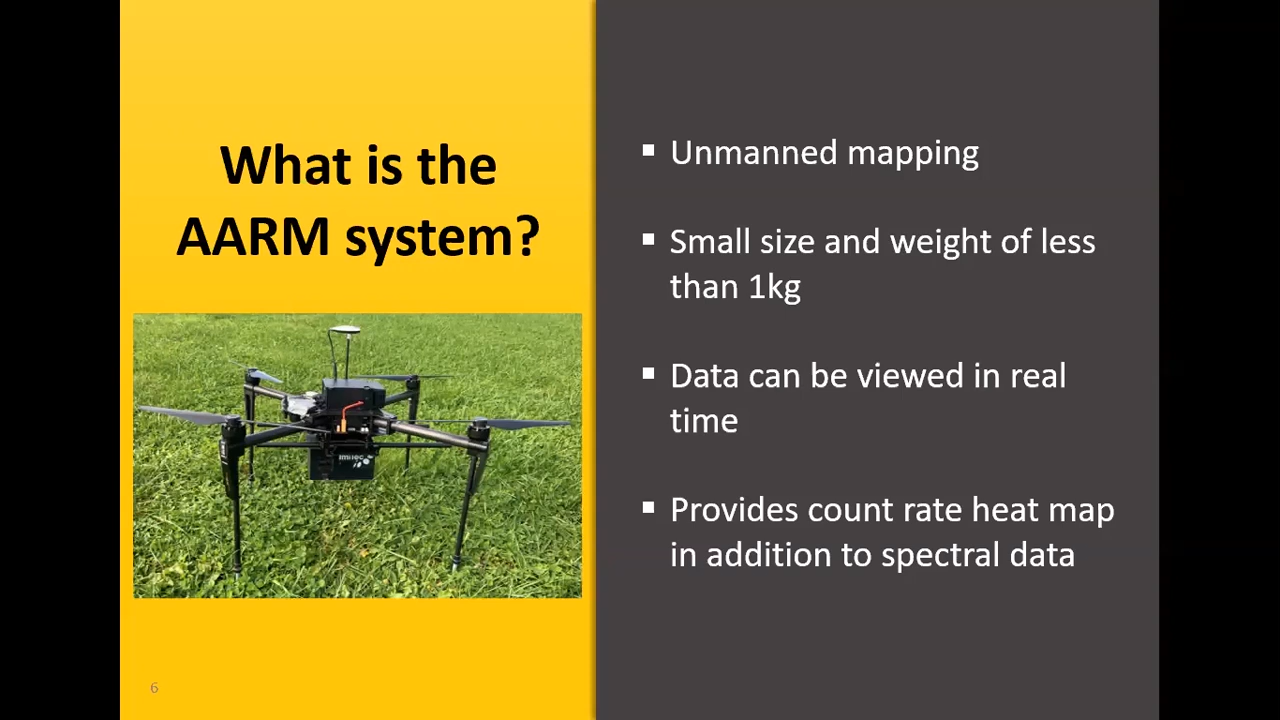 What is the
AARM system?
▪ Unmanned mapping
▪ Small size and weight of less
than 1kg
▪ Data can be viewed in real
time
▪ Provides count rate heat map
in addition to spectral data
imitec
6